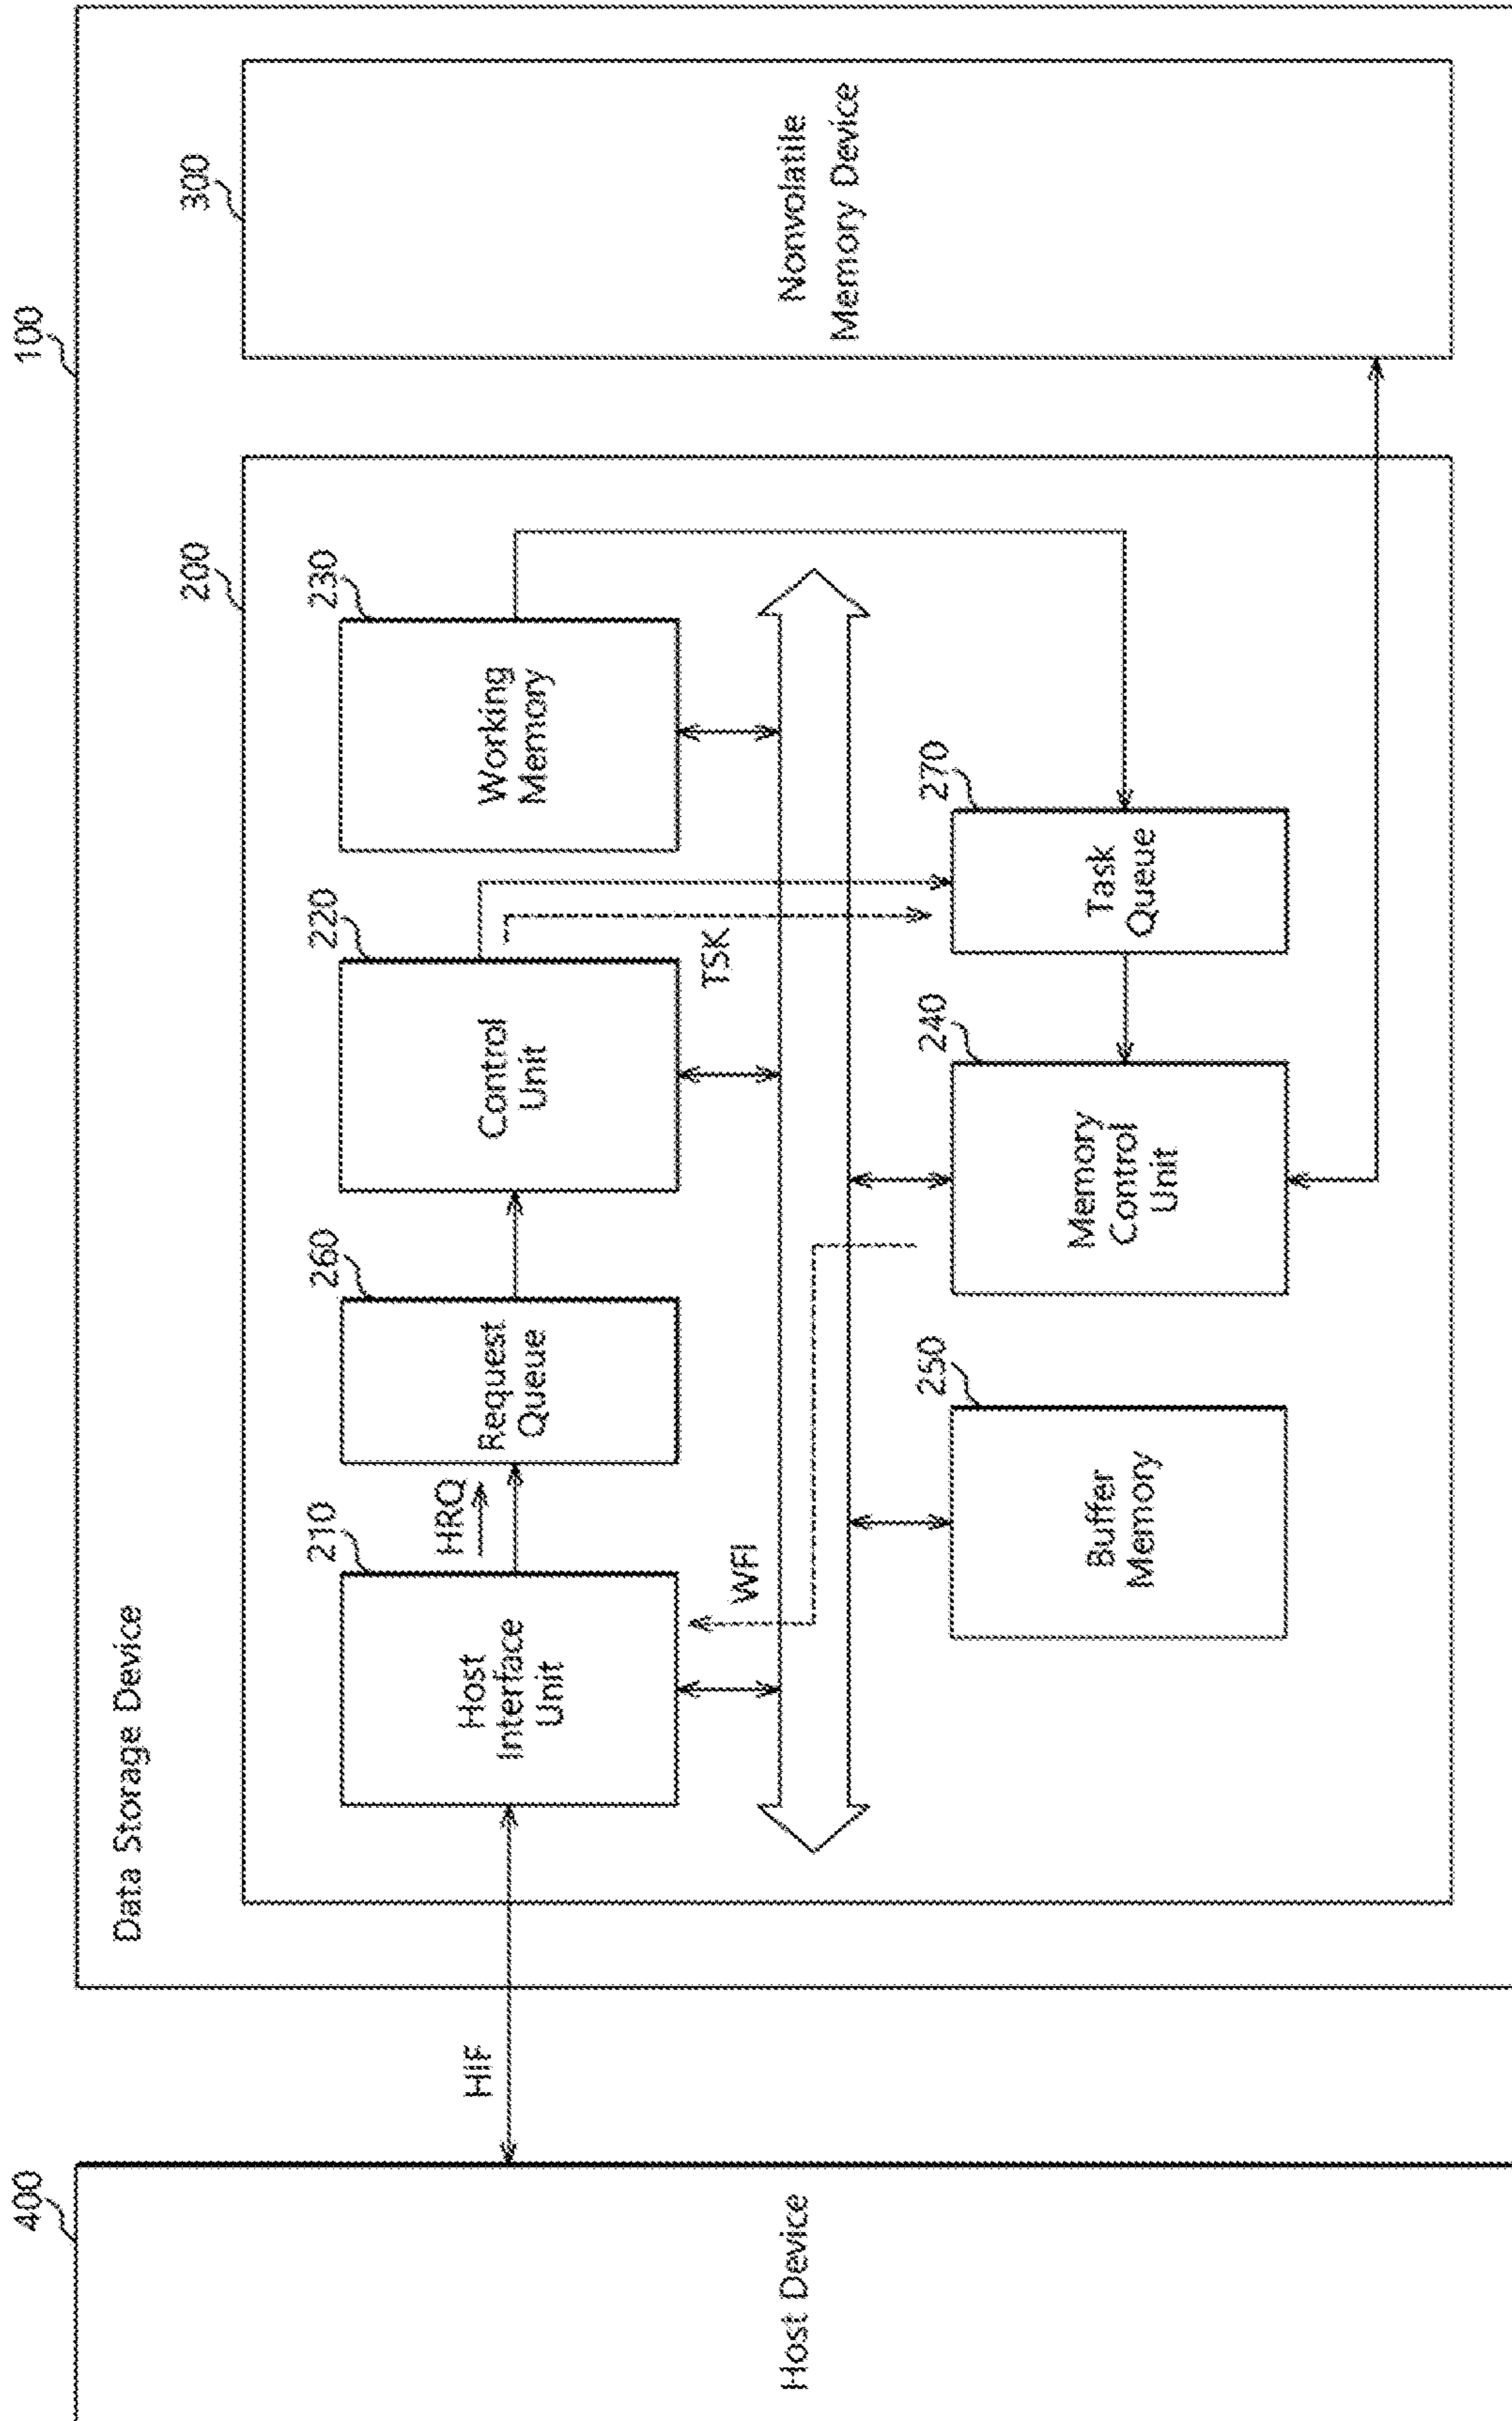 400
Host Device
HIF
100
Data Storage Device
200
300
210
Host
Interface
Unit
HRQ
260
Request
Queue
220
Control
Unit
230
Working
Memory
WFI
TSK
250
Buffer
Memory
240
Memory
Control
Unit
270
Task
Queue
Nonvolatile
Memory Device